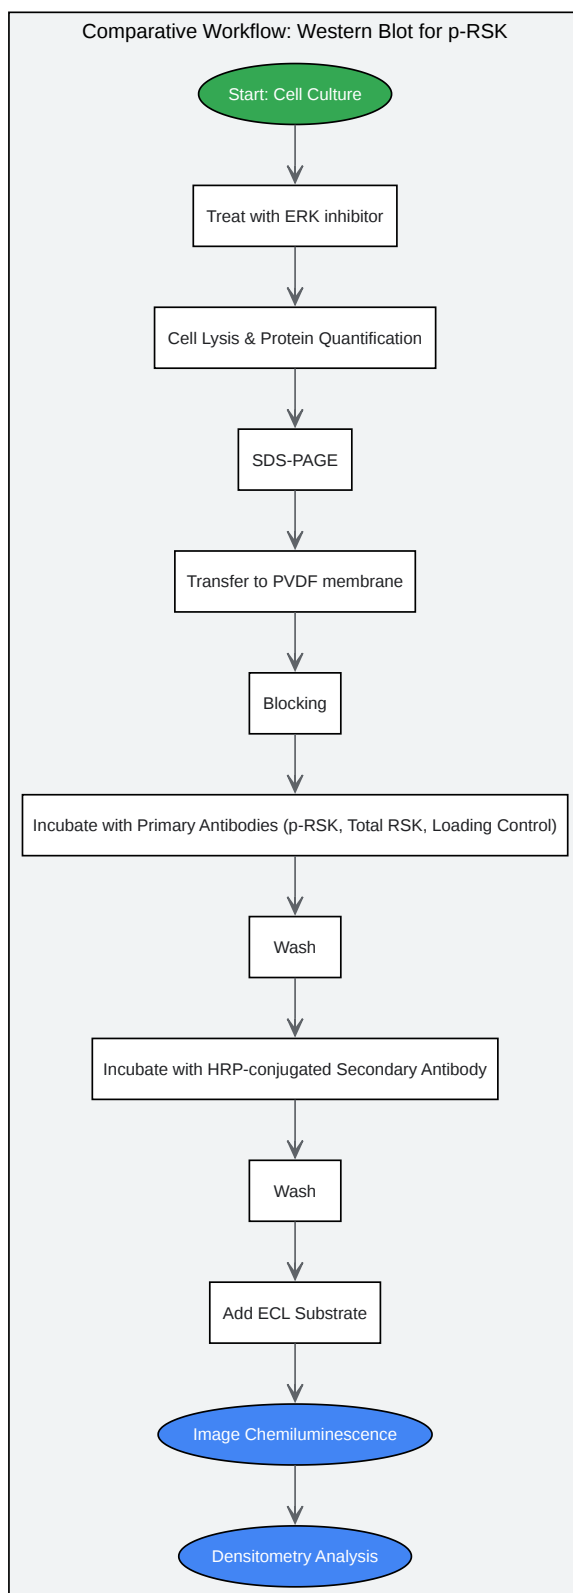 Comparative Workflow: Western Blot for p-RSK
Start: Cell Culture
Treat with ERK inhibitor
Cell Lysis & Protein Quantification
SDS-PAGE
Transfer to PVDF membrane
Blocking
Incubate with Primary Antibodies (p-RSK, Total RSK, Loading Control)
Wash
Incubate with HRP-conjugated Secondary Antibody
Wash
Add ECL Substrate
Image Chemiluminescence
Densitometry Analysis